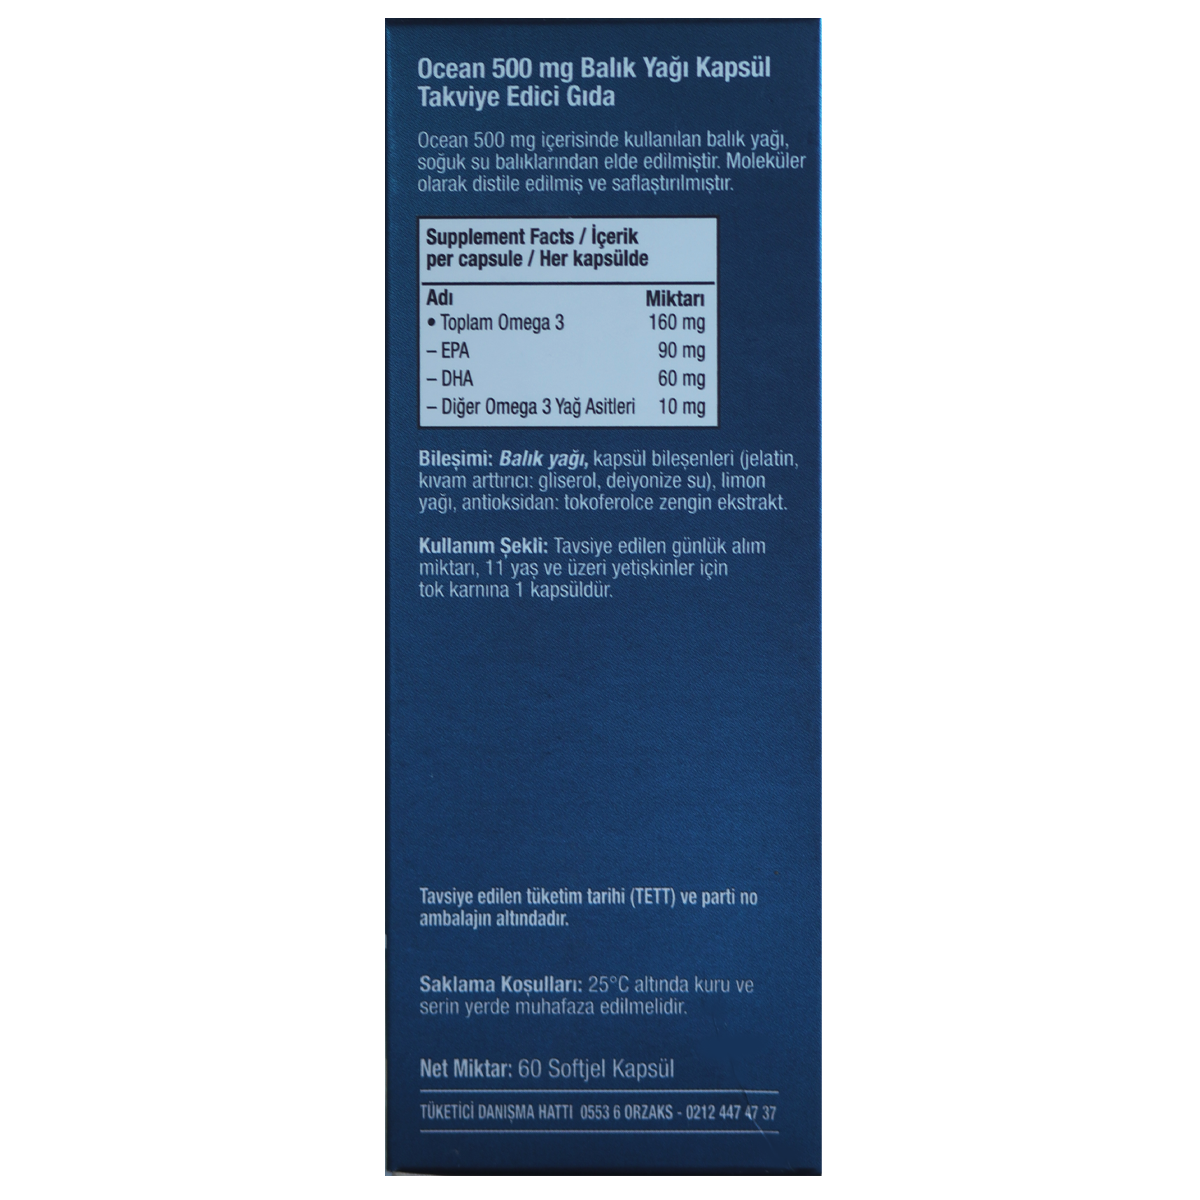 Ocean 500 mg Balık Yağı Kapsül
Takviye Edici Gıda
Ocean 500 mg içerisinde kullanılan balık yağı,
soğuk su balıklarından elde edilmiştir. Moleküler
olarak distile edilmiş ve saflaştırılmıştır.
Supplement Facts / İçerik
per capsule / Her kapsülde
Adı Miktarı
• Toplam Omega 3 160 mg
– EPA 90 mg
– DHA 60 mg
– Diğer Omega 3 Yağ Asitleri 10 mg
Bileşimi: Balık yağı, kapsül bileşenleri (jelatin,
kıvam arttırıcı: gliserol, deiyonize su), limon
yağı, antioksidan: tokoferolce zengin ekstrakt.
Kullanım Şekli: Tavsiye edilen günlük alım
miktarı, 11 yaş ve üzeri yetişkinler için
tok karnına 1 kapsüldür.
Tavsiye edilen tüketim tarihi (TETT) ve parti no
ambalajın altındadır.
Saklama Koşulları: 25°C altında kuru ve
serin yerde muhafaza edilmelidir.
Net Miktar: 60 Softjel Kapsül
TÜKETİCİ DANIŞMA HATTI 0553 6 ORZAKS - 0212 447 47 37